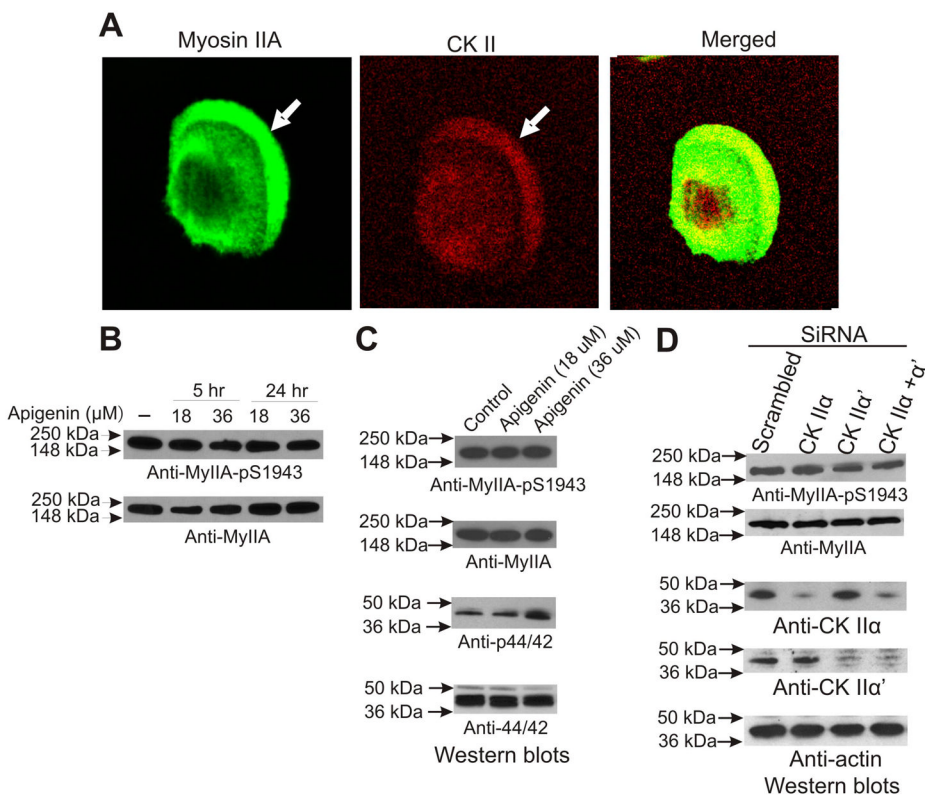 A
Myosin IIA
CK II
Merged
B
5 hr
24 hr
Apigenin (μM)
–
18
36
18
36
250 kDa
148 kDa
Anti-MyIIA-pS1943
250 kDa
148 kDa
Anti-MyIIA
C
Control
Apigenin (18 uM)
Apigenin (36 uM)
250 kDa
148 kDa
Anti-MyIIA-pS1943
250 kDa
148 kDa
Anti-MyIIA
50 kDa
36 kDa
Anti-p44/42
50 kDa
36 kDa
Anti-44/42
Western blots
D
SiRNA
Scrambled
CK IIα
CK IIα’
CK IIα +α’
250 kDa
148 kDa
Anti-MyIIA-pS1943
250 kDa
148 kDa
Anti-MyIIA
50 kDa
36 kDa
Anti-CK IIα
50 kDa
36 kDa
Anti-CK IIα’
50 kDa
36 kDa
Anti-actin
Western blots